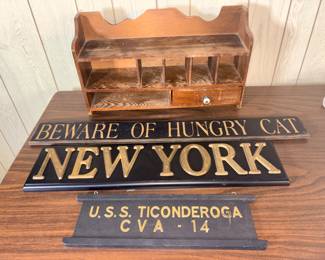 BEWARE OF HUNGRY CAT
NEW YORK
U.S.S. TICONDEROGA
CVA - 14